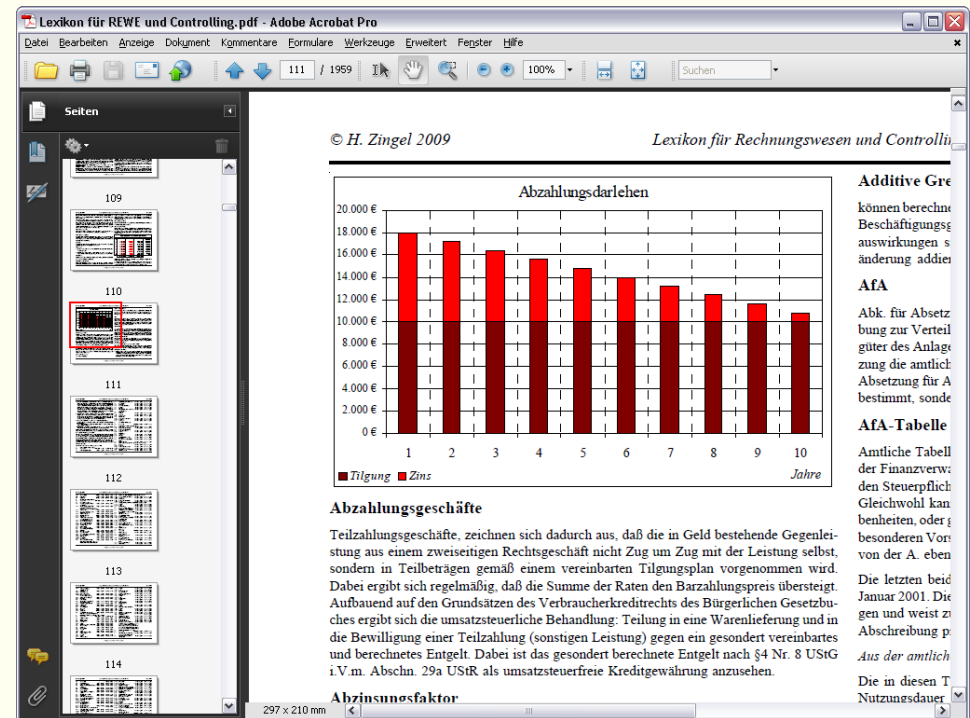 Lexikon für REWE und Controlling.pdf - Adobe Acrobat Pro
Datei Bearbeiten Anzeige Dokument Kommentare Formulare Werkzeuge Erweitert Fenster Hilfe
111 / 1959 100% Suchen
Seiten
109
110
111
112
113
114
© H. Zingel 2009 Lexikon für Rechnungswesen und Controllin
Abzahlungsdarlehen
20.000 €
18.000 €
16.000 €
14.000 €
12.000 €
10.000 €
8.000 €
6.000 €
4.000 €
2.000 €
0 €
1 2 3 4 5 6 7 8 9 10
Tilgung Zins Jahre
Abzahlungsgeschäfte
Teilzahlungsgeschäfte, zeichnen sich dadurch aus, daß die in Geld bestehende Gegenlei-
stung aus einem zweiseitigen Rechtsgeschäft nicht Zug um Zug mit der Leistung selbst,
sondern in Teilbeträgen gemäß einem vereinbarten Tilgungsplan vorgenommen wird.
Dabei ergibt sich regelmäßig, daß die Summe der Raten den Barzahlungspreis übersteigt.
Aufbauend auf den Grundsätzen des Verbraucherkreditrechts des Bürgerlichen Gesetzbu-
ches ergibt sich die umsatzsteuerliche Behandlung: Teilung in eine Warenlieferung und in
die Bewilligung einer Teilzahlung (sonstigen Leistung) gegen ein gesondert vereinbartes
und berechnetes Entgelt. Dabei ist das gesondert berechnete Entgelt nach §4 Nr. 8 UStG
i.V.m. Abschn. 29a UStR als umsatzsteuerfreie Kreditgewährung anzusehen.
Abzinsungsfaktor
Additive Gre
können berechne
Beschäftigungsg
auswirkungen s
änderung addier
AfA
Abk. für Absetz
bung zur Verteil
güter des Anlage
zung die amtlich
Absetzung für A
bestimmt, sonde
AfA-Tabelle
Amtliche Tabell
der Finanzverwa
den Steuerpflich
Gleichwohl kan
benheiten, oder g
besonderen Vors
von der A. eben
Die letzten beid
Januar 2001. Die
gen und weist zu
Abschreibung p
Aus der amtlich
Die in diesen T
Nutzungsdauer
297 x 210 mm